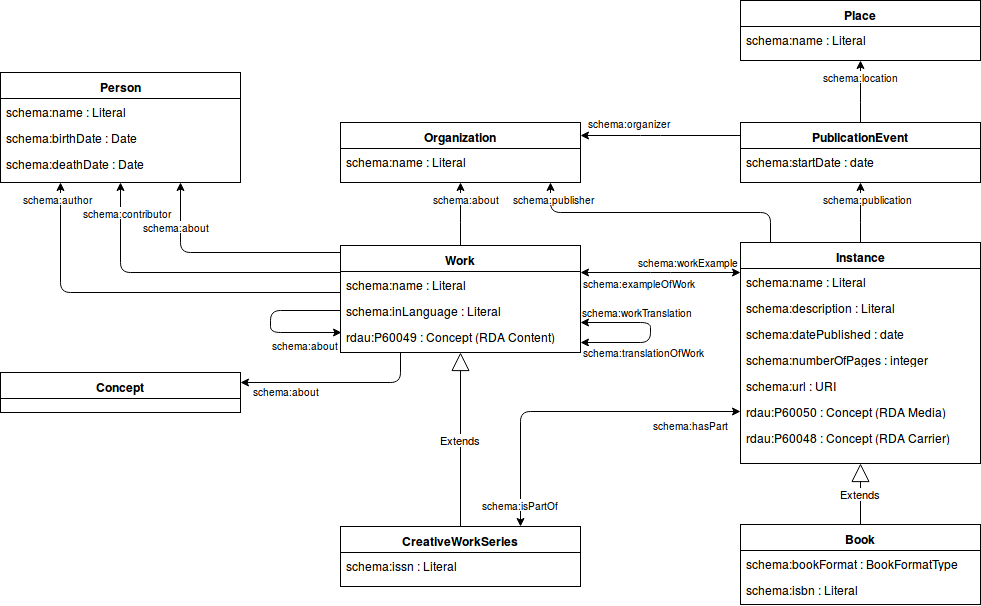 Place
schema:name : Literal
schema:location
Person
schema:name : Literal
schema:birthDate : Date
schema:deathDate : Date
Organization
schema:name : Literal
schema:organizer
PublicationEvent
schema:startDate : date
schema:author
schema:contributor
schema:about
schema:about
schema:publisher
schema:publication
Work
schema:name : Literal
schema:inLanguage : Literal
rdau:P60049 : Concept (RDA Content)
schema:about
schema:workExample
schema:exampleOfWork
schema:workTranslation
schema:translationOfWork
Instance
schema:name : Literal
schema:description : Literal
schema:datePublished : date
schema:numberOfPages : integer
schema:url : URI
rdau:P60050 : Concept (RDA Media)
rdau:P60048 : Concept (RDA Carrier)
Concept
schema:about
Extends
schema:hasPart
schema:isPartOf
Extends
CreativeWorkSeries
schema:issn : Literal
Book
schema:bookFormat : BookFormatType
schema:isbn : Literal